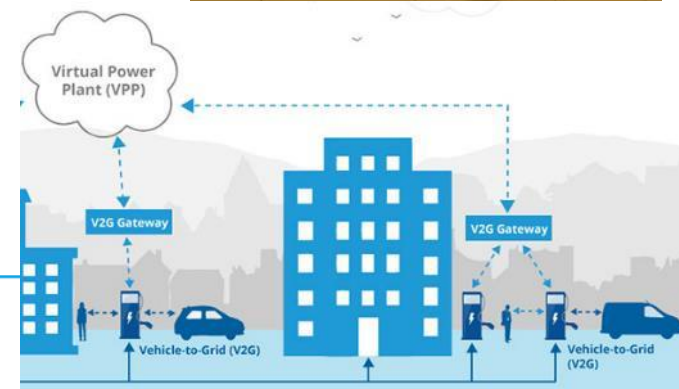 Virtual Power
Plant (VPP)
V2G Gateway
V2G Gateway
Vehicle-to-Grid (V2G)
Vehicle-to-Grid
(V2G)